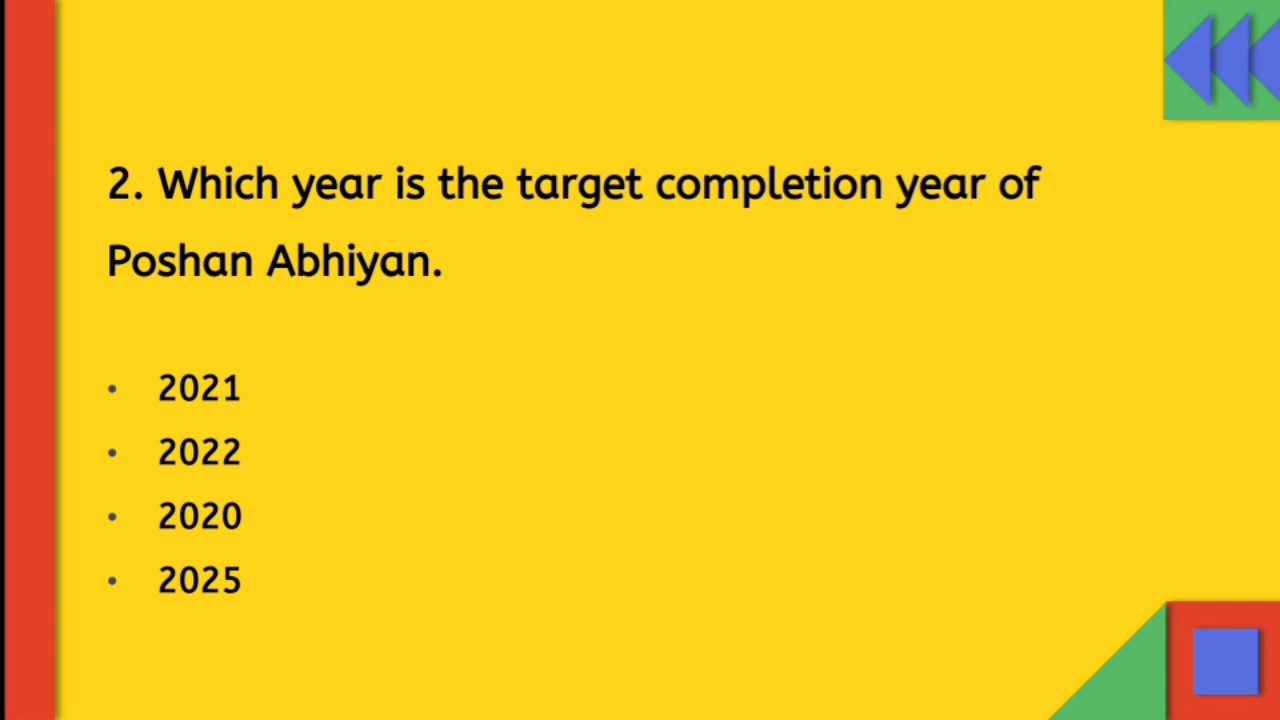 2. Which year is the target completion year of
Poshan Abhiyan.
• 2021
• 2022
• 2020
• 2025